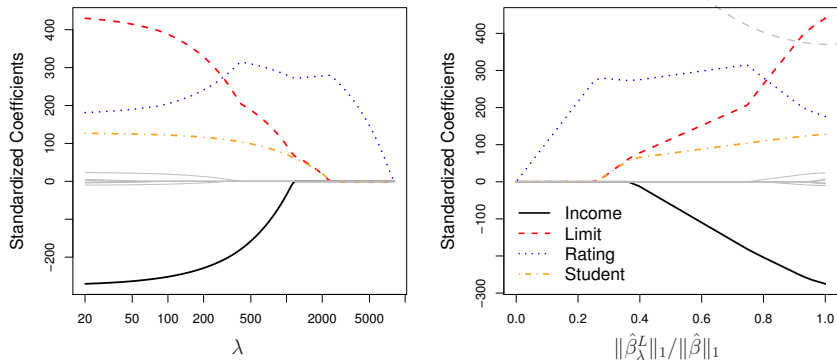 Standardized Coefficients
400
300
200
100
0
-200
20 50 100 200 500 2000 5000
λ
Standardized Coefficients
400
300
200
100
0
-100
-300
Income
Limit
Rating
Student
0.0 0.2 0.4 0.6 0.8 1.0
‖β̂ᴸ_λ‖₁/‖β̂‖₁